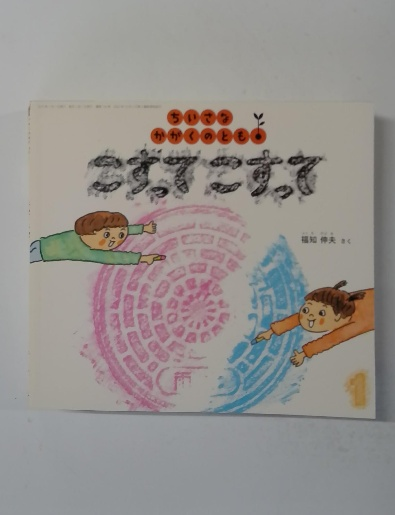 ちいさな
かがくのとも
こすってこすって
福知 伸夫 さく
1